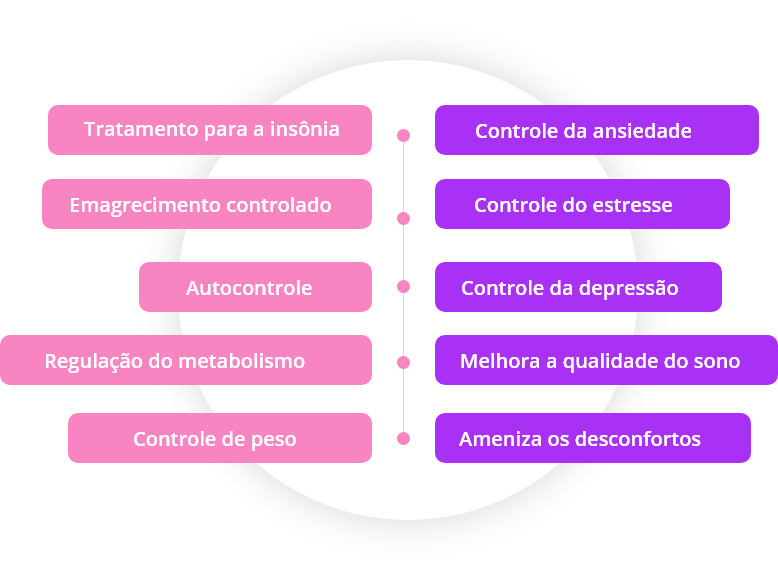 Tratamento para a insônia
Controle da ansiedade
Emagrecimento controlado
Controle do estresse
Autocontrole
Controle da depressão
Regulação do metabolismo
Melhora a qualidade do sono
Controle de peso
Ameniza os desconfortos